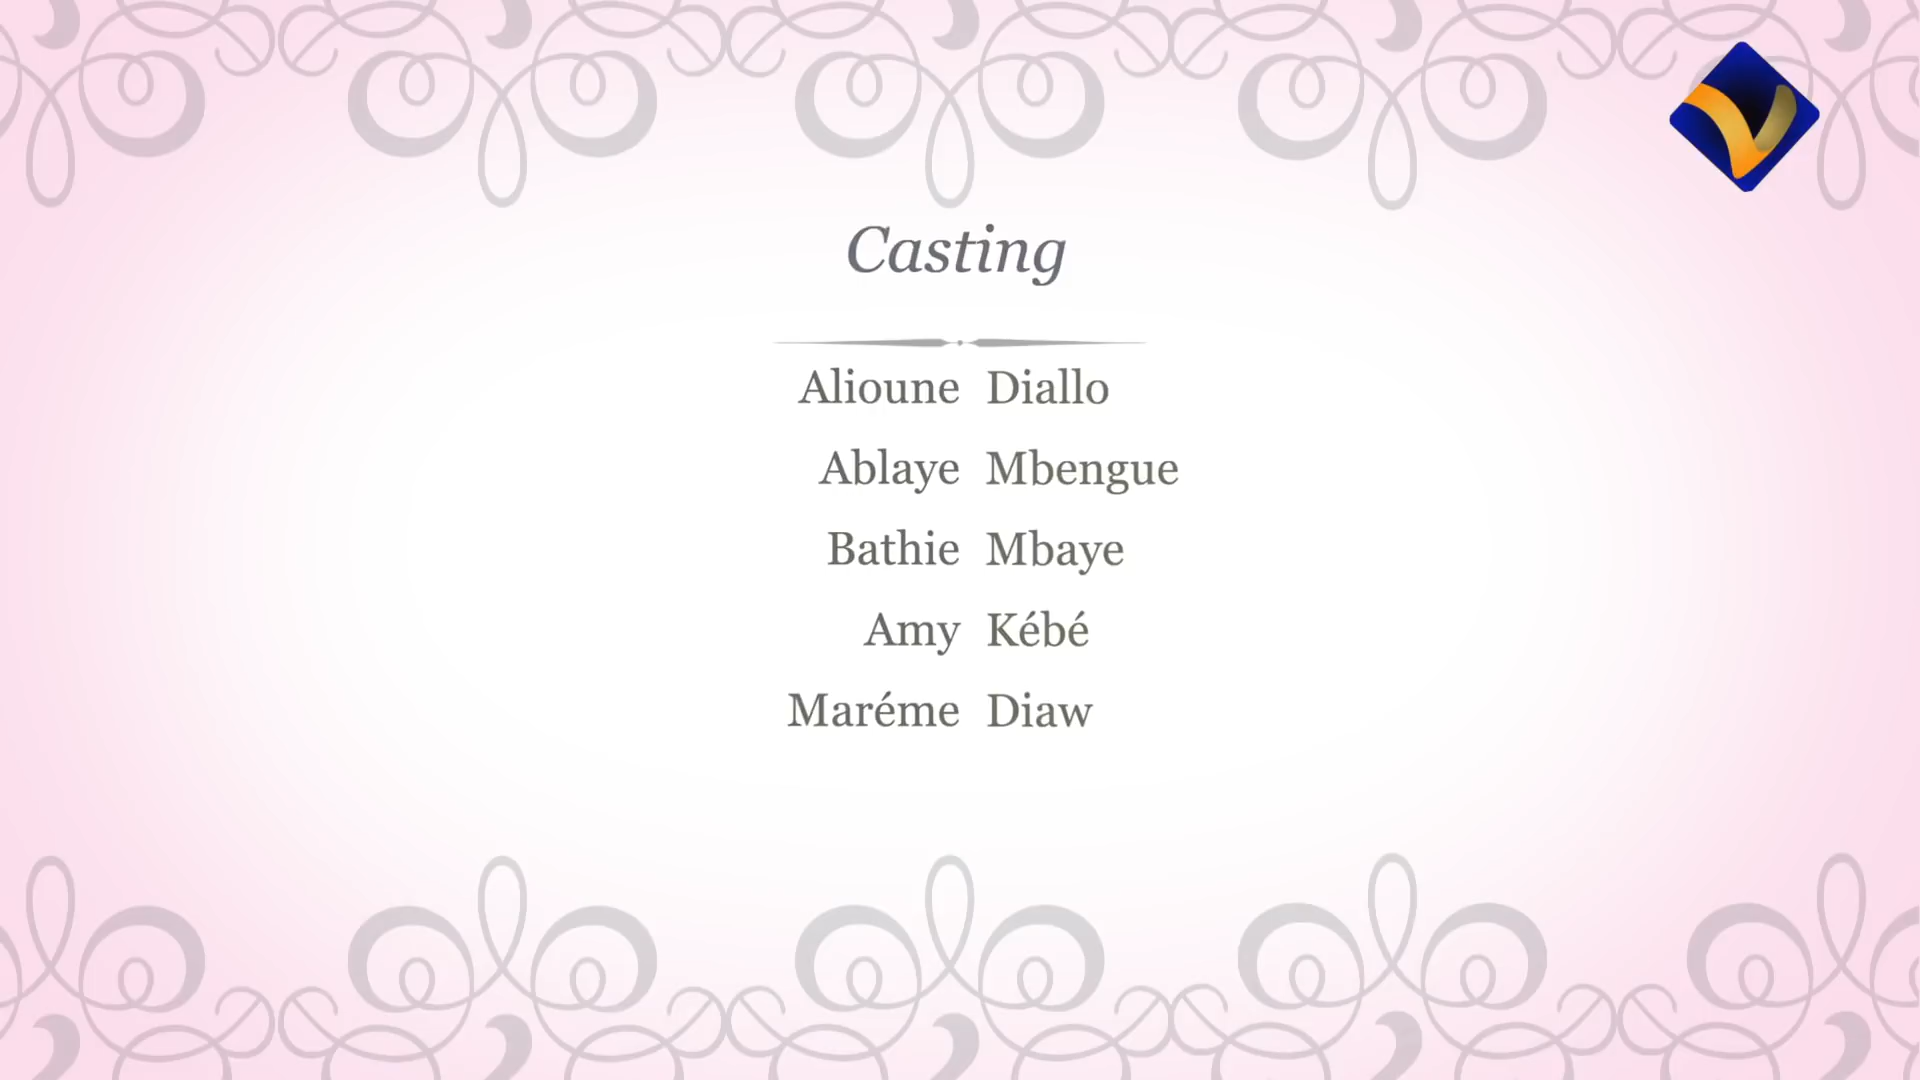 Casting
Alioune Diallo
Ablaye Mbengue
Bathie Mbaye
Amy Kébé
Maréme Diaw